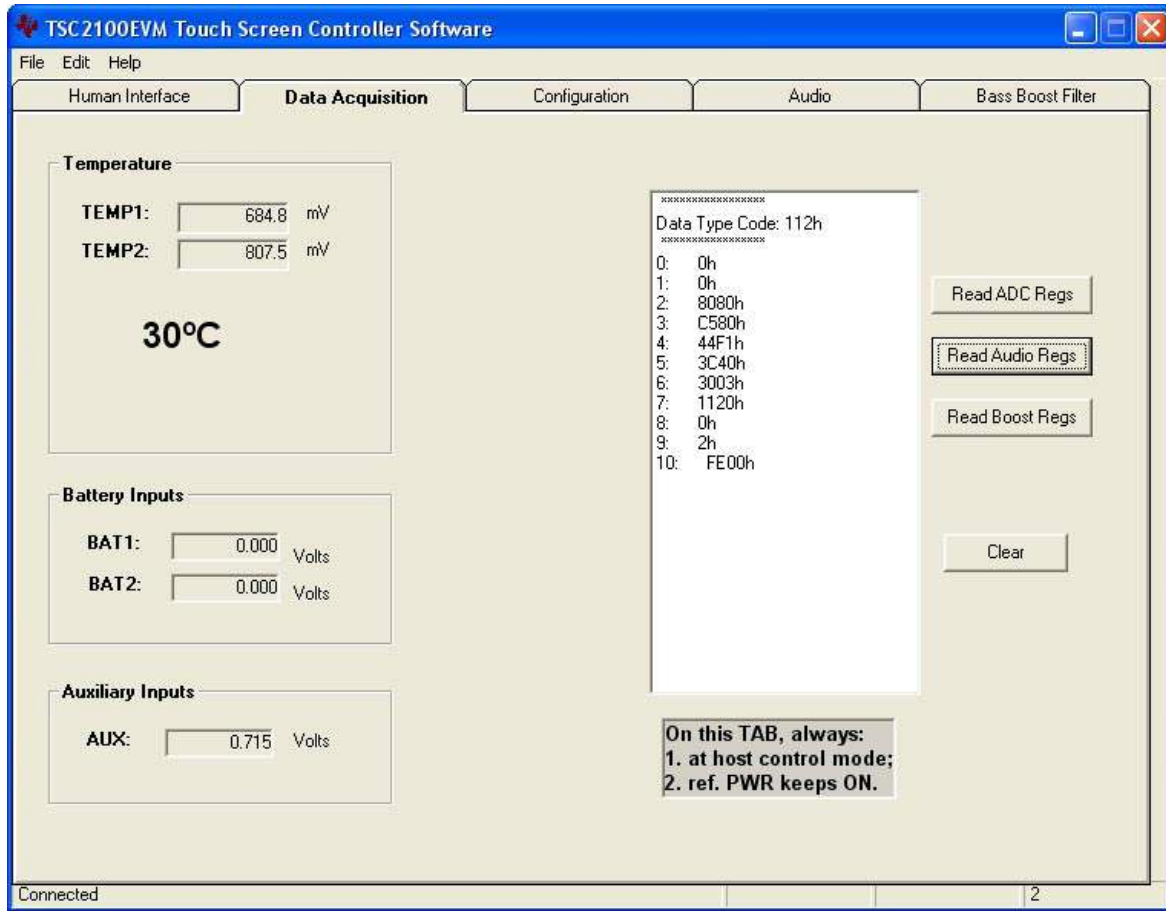 TSC2100EVM Touch Screen Controller Software
File Edit Help
Human Interface Data Acquisition Configuration Audio Bass Boost Filter
Temperature
TEMP1: 684.8 mV
TEMP2: 807.5 mV
30ºC
Battery Inputs
BAT1: 0.000 Volts
BAT2: 0.000 Volts
Auxiliary Inputs
AUX: 0.715 Volts
*****************
Data Type Code: 112h
*****************
0: 0h
1: 0h
2: 8080h
3: C580h
4: 44F1h
5: 3C40h
6: 3003h
7: 1120h
8: 0h
9: 2h
10: FE00h
Read ADC Regs
Read Audio Regs
Read Boost Regs
Clear
On this TAB, always:
1. at host control mode;
2. ref. PWR keeps ON.
Connected 2